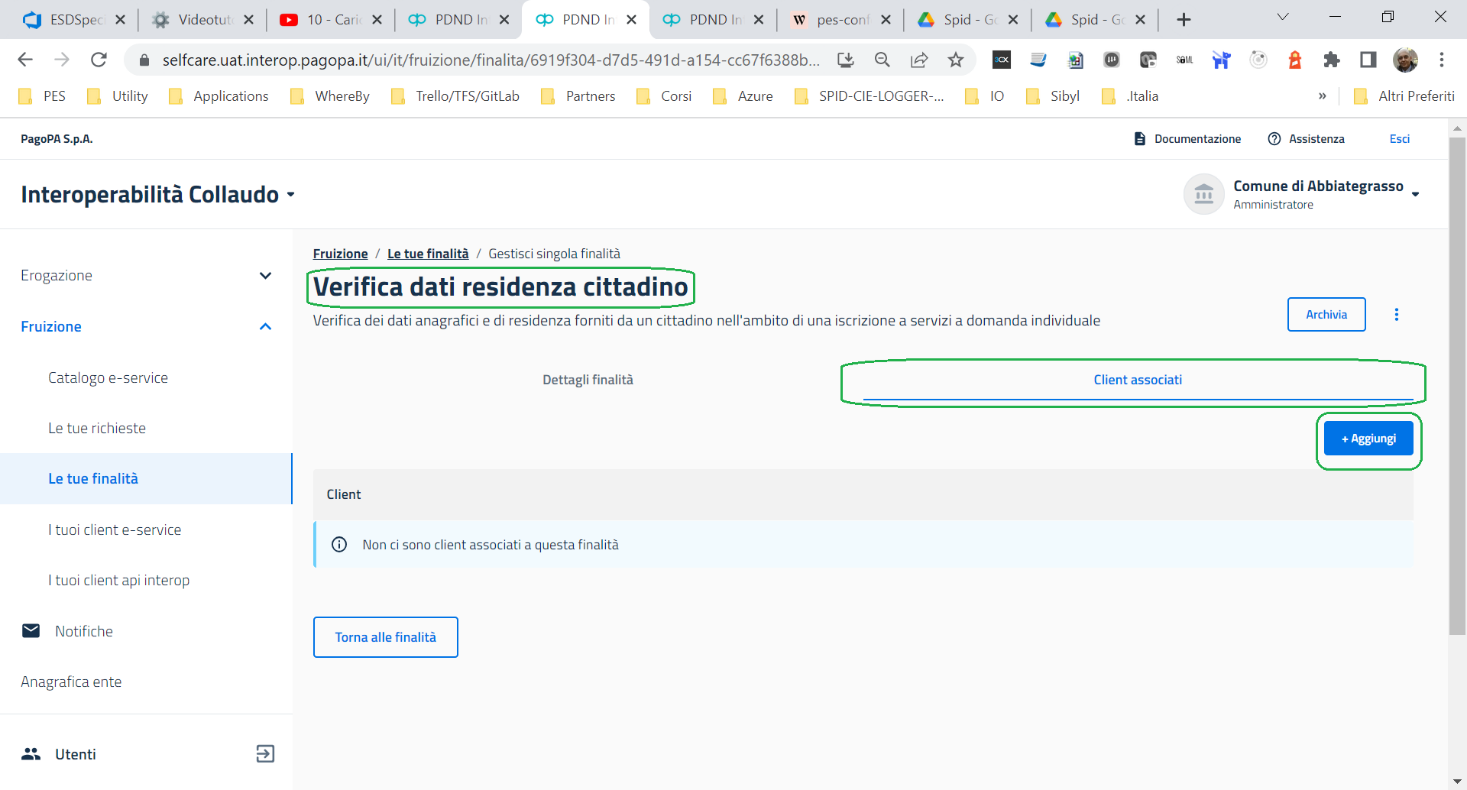 ESDSpec
Videotuto
10 - Caric
PDND In
PDND In
PDND In
pes-conf
Spid - Go
Spid - Go
selfcare.uat.interop.pagopa.it/ui/it/fruizione/finalita/6919f304-d7d5-491d-a154-cc67f6388b...
PES
Utility
Applications
WhereBy
Trello/TFS/GitLab
Partners
Corsi
Azure
SPID-CIE-LOGGER-...
IO
Sibyl
.Italia
»
Altri Preferiti
PagoPA S.p.A.
Documentazione
Assistenza
Esci
Interoperabilità Collaudo
Comune di Abbiategrasso
Amministratore
Erogazione
Fruizione
Catalogo e-service
Le tue richieste
Le tue finalità
I tuoi client e-service
I tuoi client api interop
Notifiche
Anagrafica ente
Utenti
Fruizione / Le tue finalità / Gestisci singola finalità
Verifica dati residenza cittadino
Verifica dei dati anagrafici e di residenza forniti da un cittadino nell'ambito di una iscrizione a servizi a domanda individuale
Archivia
Dettagli finalità
Client associati
+ Aggiungi
Client
Non ci sono client associati a questa finalità
Torna alle finalità